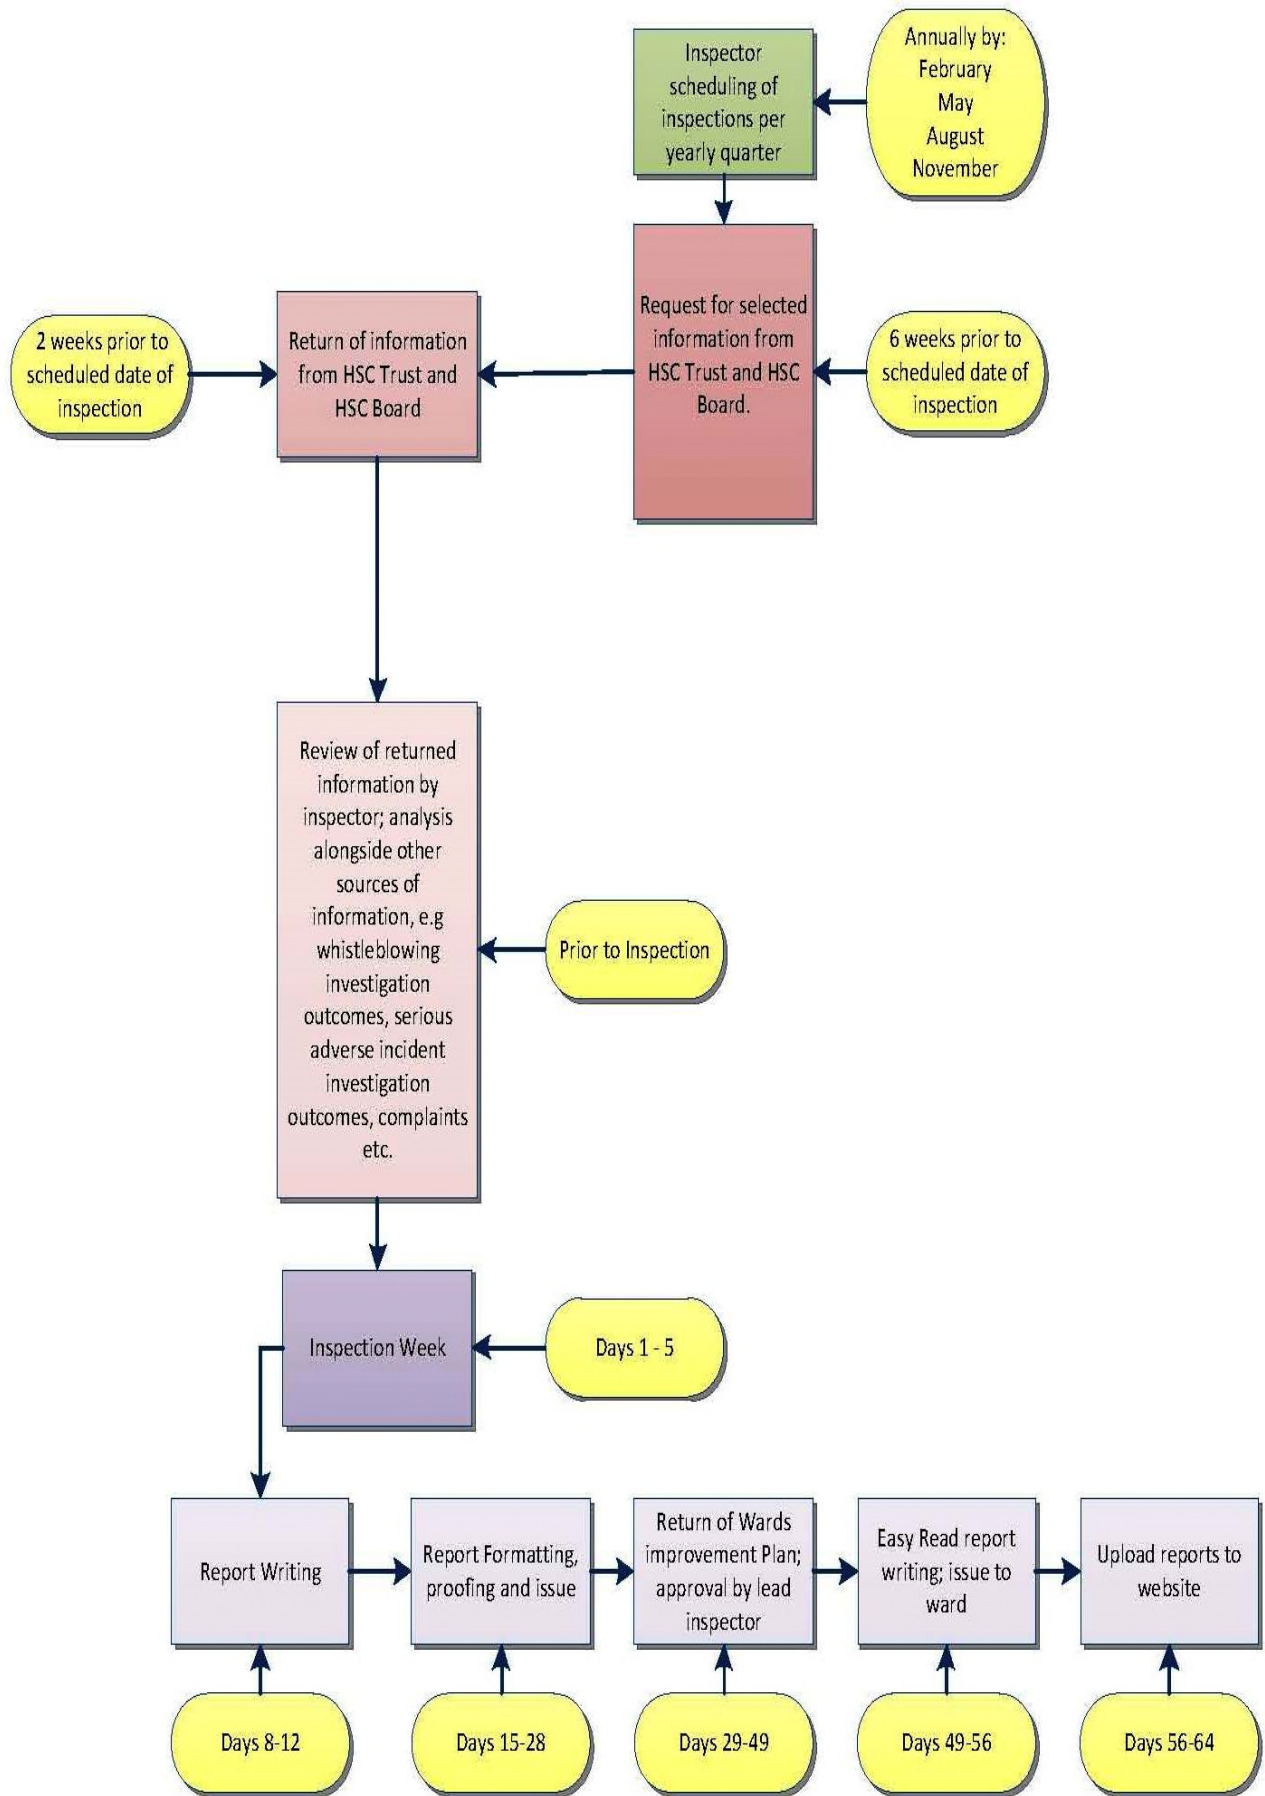 Inspector
scheduling of
inspections per
yearly quarter
Annually by:
February
May
August
November
Request for selected
information from
HSC Trust and HSC
Board.
6 weeks prior to
scheduled date of
inspection
Return of information
from HSC Trust and
HSC Board
2 weeks prior to
scheduled date of
inspection
Review of returned
information by
inspector; analysis
alongside other
sources of
information, e.g
whistleblowing
investigation
outcomes, serious
adverse incident
investigation
outcomes, complaints
etc.
Prior to Inspection
Inspection Week
Days 1 - 5
Report Writing
Report Formatting,
proofing and issue
Return of Wards
improvement Plan;
approval by lead
inspector
Easy Read report
writing; issue to
ward
Upload reports to
website
Days 8-12
Days 15-28
Days 29-49
Days 49-56
Days 56-64